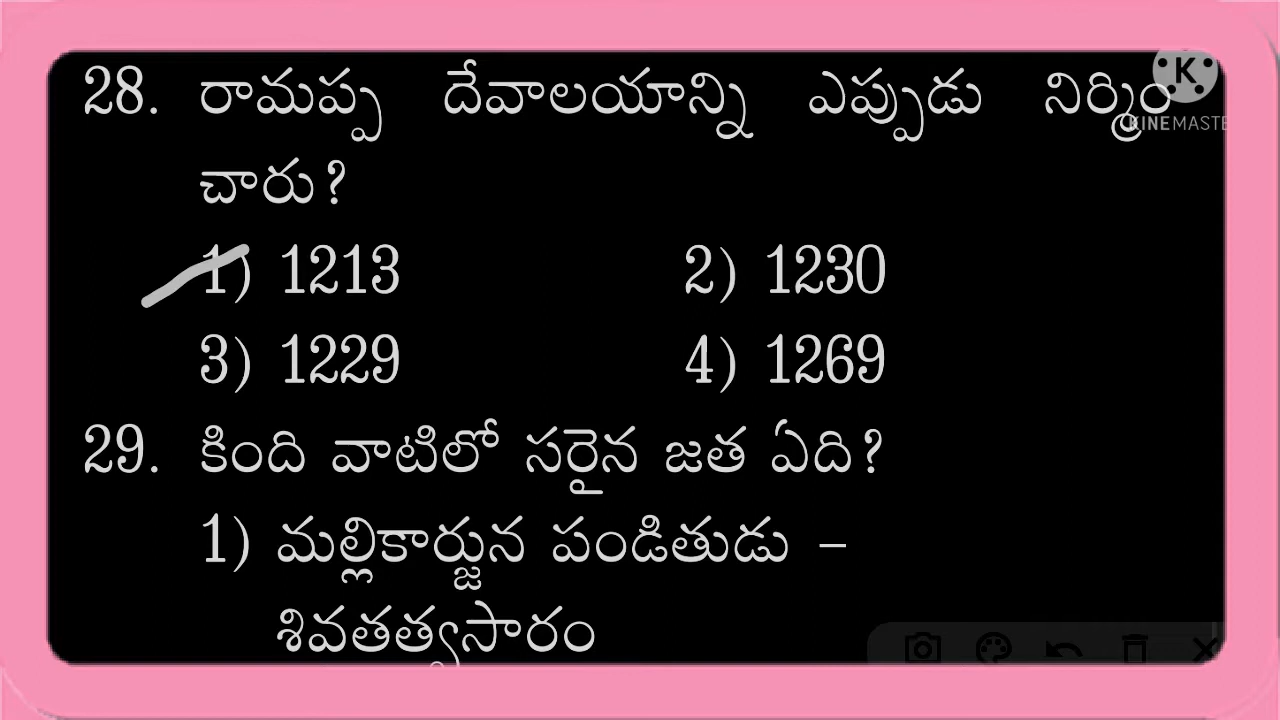 28. రామప్ప దేవాలయాన్ని ఎప్పుడు నిర్మిం
చారు?
1) 1213 2) 1230
3) 1229 4) 1269
29. కింది వాటిలో సరైన జత ఏది?
1) మల్లికార్జున పండితుడు –
శివతత్వసారం
K
KINEMASTE